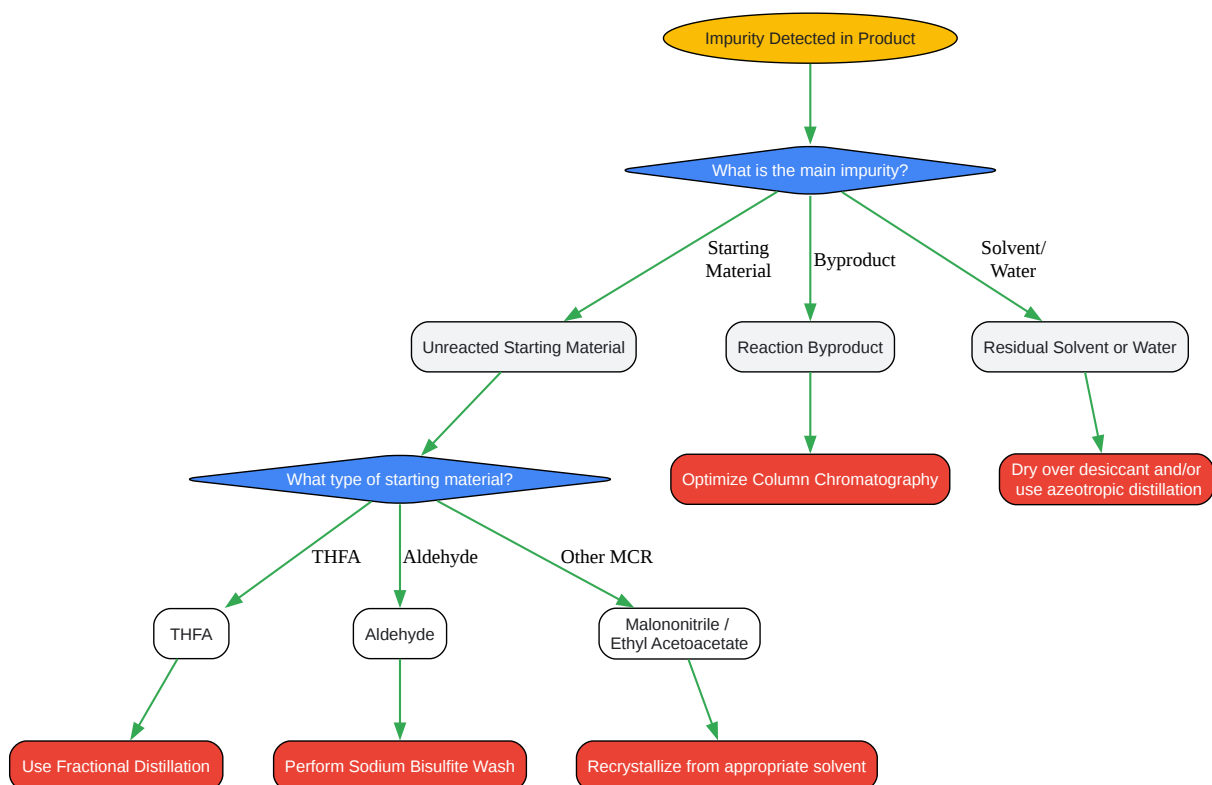 Impurity Detected in Product
What is the main impurity?
Starting
Material
Byproduct
Solvent/
Water
Unreacted Starting Material
Reaction Byproduct
Residual Solvent or Water
What type of starting material?
Optimize Column Chromatography
Dry over desiccant and/or
use azeotropic distillation
THFA
Aldehyde
Other MCR
THFA
Aldehyde
Malononitrile /
Ethyl Acetoacetate
Use Fractional Distillation
Perform Sodium Bisulfite Wash
Recrystallize from appropriate solvent